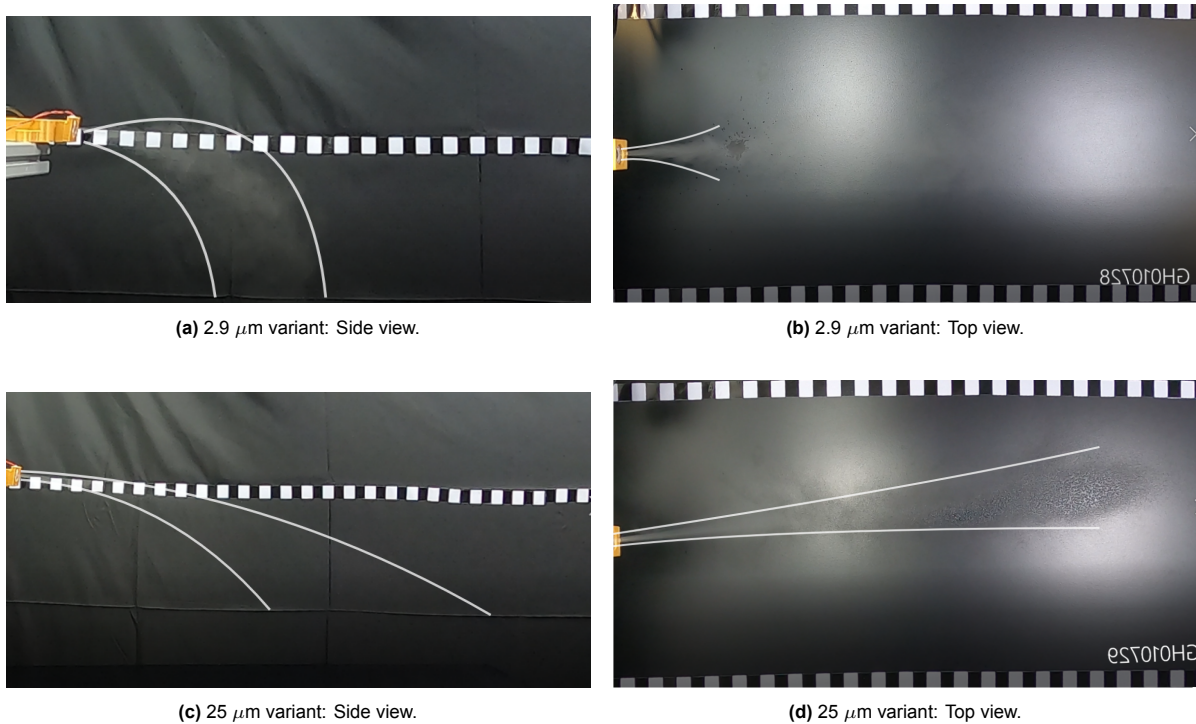 GH010728
(a) 2.9 μm variant: Side view.
(b) 2.9 μm variant: Top view.
GH010729
(c) 25 μm variant: Side view.
(d) 25 μm variant: Top view.